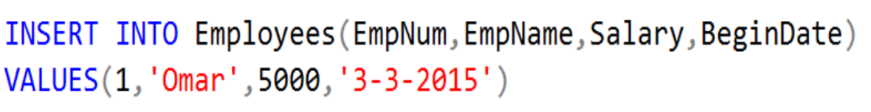 INSERT INTO Employees(EmpNum,EmpName,Salary,BeginDate)
VALUES(1,'Omar',5000,'3-3-2015')